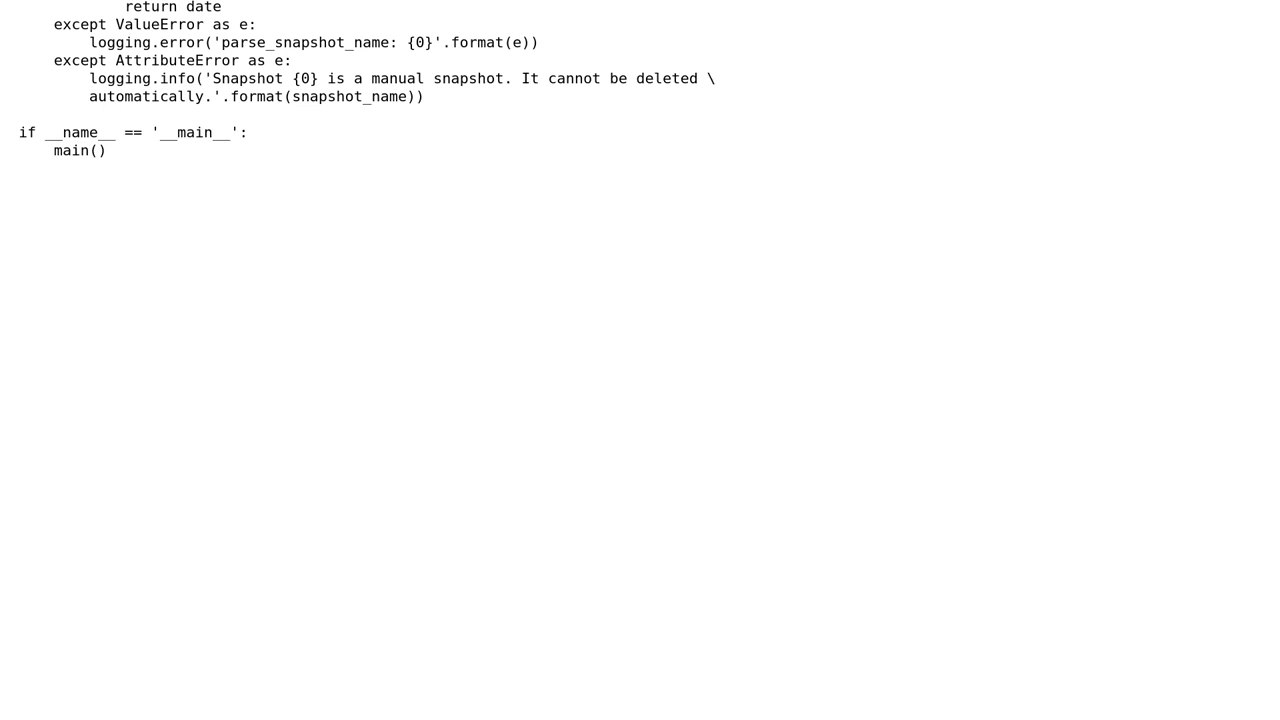 return date
    except ValueError as e:
        logging.error('parse_snapshot_name: {0}'.format(e))
    except AttributeError as e:
        logging.info('Snapshot {0} is a manual snapshot. It cannot be deleted \
        automatically.'.format(snapshot_name))

if __name__ == '__main__':
    main()